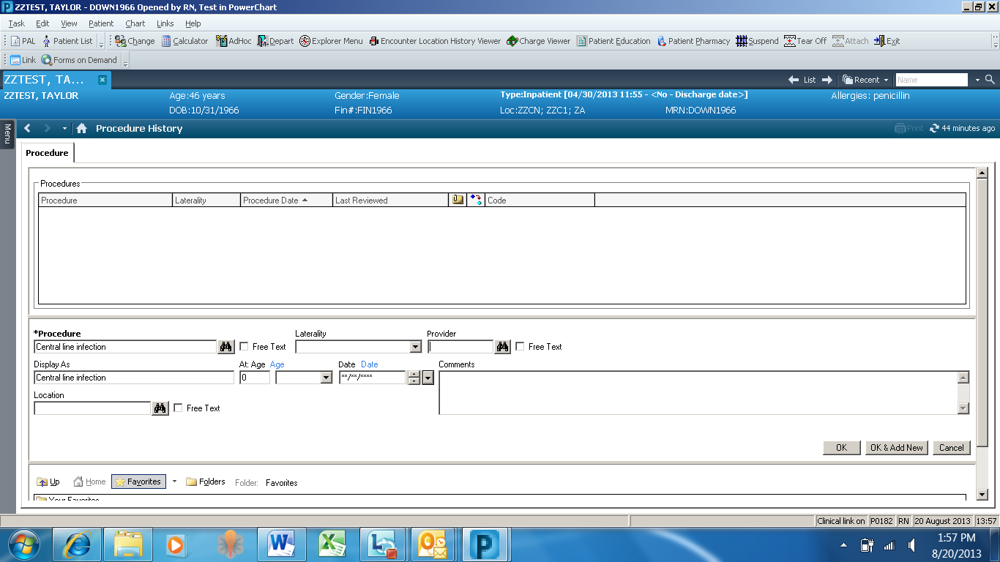 ZZTEST, TAYLOR - DOWN1966 Opened by RN, Test in PowerChart
Task Edit View Patient Chart Links Help
PAL Patient List Change Calculator AdHoc Depart Explorer Menu Encounter Location History Viewer Charge Viewer Patient Education Patient Pharmacy Suspend Tear Off Attach Exit
Link Forms on Demand
ZZTEST, TA... List Recent Name
ZZTEST, TAYLOR Age:46 years Gender:Female Type:Inpatient [04/30/2013 11:55 - <No - Discharge date>] Allergies: penicillin
DOB:10/31/1966 Fin#:FIN1966 Loc:ZZCN; ZZC1; ZA MRN:DOWN1966
Menu
Procedure History Print 44 minutes ago
Procedure
Procedures
Procedure Laterality Procedure Date Last Reviewed Code
*Procedure Laterality Provider
Central line infection Free Text Free Text
Display As At: Age Age Date Date Comments
Central line infection 0 **/**/****
Location
Free Text
OK OK & Add New Cancel
Up Home Favorites Folders Folder: Favorites
Your Favorites
Clinical link on P0182 RN 20 August 2013 13:57
1:57 PM
8/20/2013